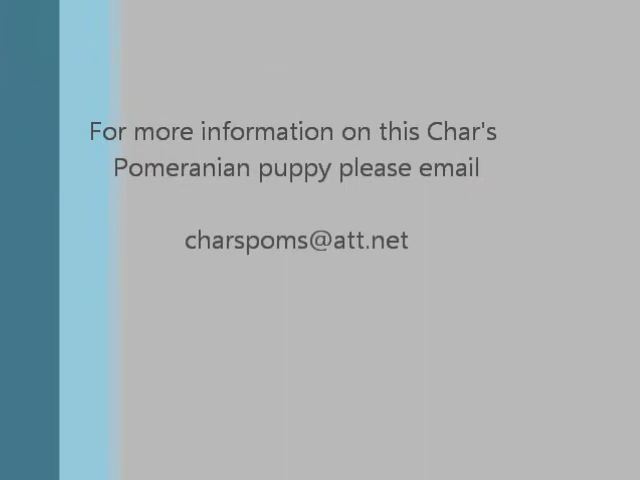 For more information on this Char's
Pomeranian puppy please email
charspoms@att.net